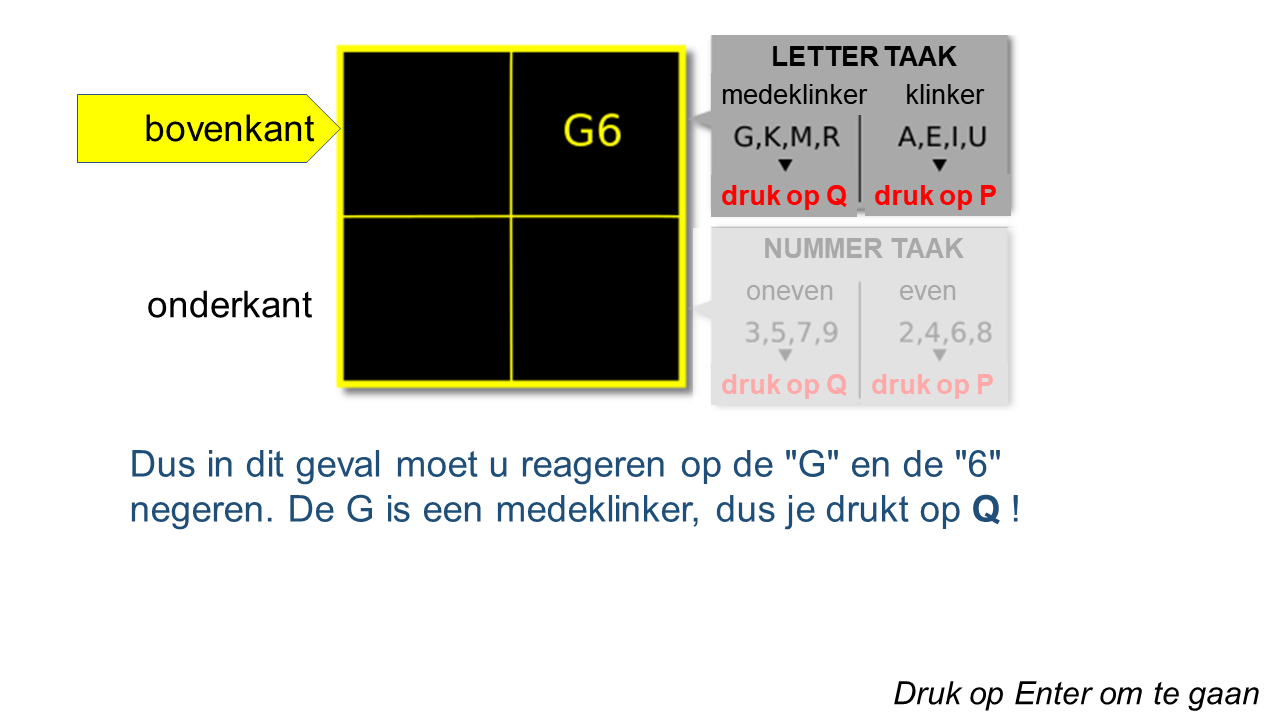 bovenkant
onderkant
G6
LETTER TAAK
medeklinker klinker
G,K,M,R A,E,I,U
druk op Q druk op P
NUMMER TAAK
oneven even
3,5,7,9 2,4,6,8
druk op Q druk op P
Dus in dit geval moet u reageren op de "G" en de "6"
negeren. De G is een medeklinker, dus je drukt op Q !
Druk op Enter om te gaan